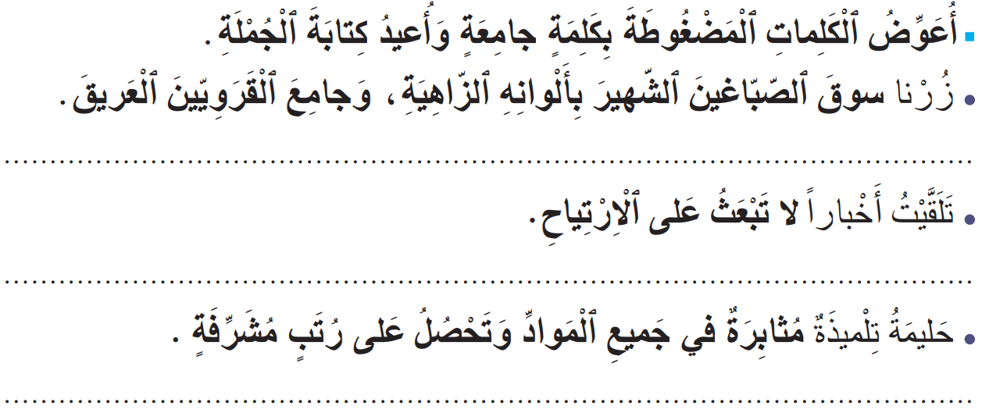 ▪ أُعَوِّضُ ٱلْكَلِماتِ ٱلْمَضْغُوطَةَ بِكَلِمَةٍ جامِعَةٍ وَأُعيدُ كِتابَةَ ٱلْجُمْلَةِ.
• زُرْنا سوقَ ٱلصّبّاغينَ ٱلشّهيرَ بِأَلْوانِهِ ٱلزّاهِيَةِ، وَجامِعَ ٱلْقَرَوِيّينَ ٱلْعَريقَ.
........................................................................................................
• تَلَقَّيْتُ أَخْباراً لا تَبْعَثُ عَلى ٱلْاِرْتِياحِ.
........................................................................................................
• حَليمَةُ تِلْميذَةٌ مُثابِرَةٌ في جَميعِ ٱلْمَوادِّ وَتَحْصُلُ عَلى رُتَبٍ مُشَرِّفَةٍ.
........................................................................................................